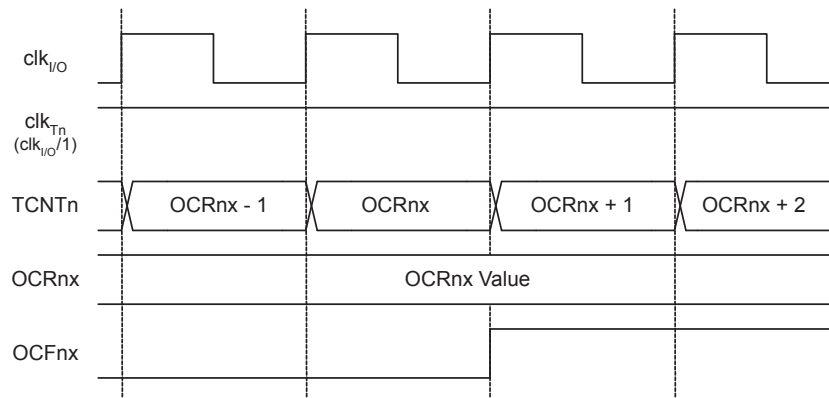 clkI/O
clkTn
(clkI/O/1)
TCNTn OCRnx - 1 OCRnx OCRnx + 1 OCRnx + 2
OCRnx OCRnx Value
OCFnx